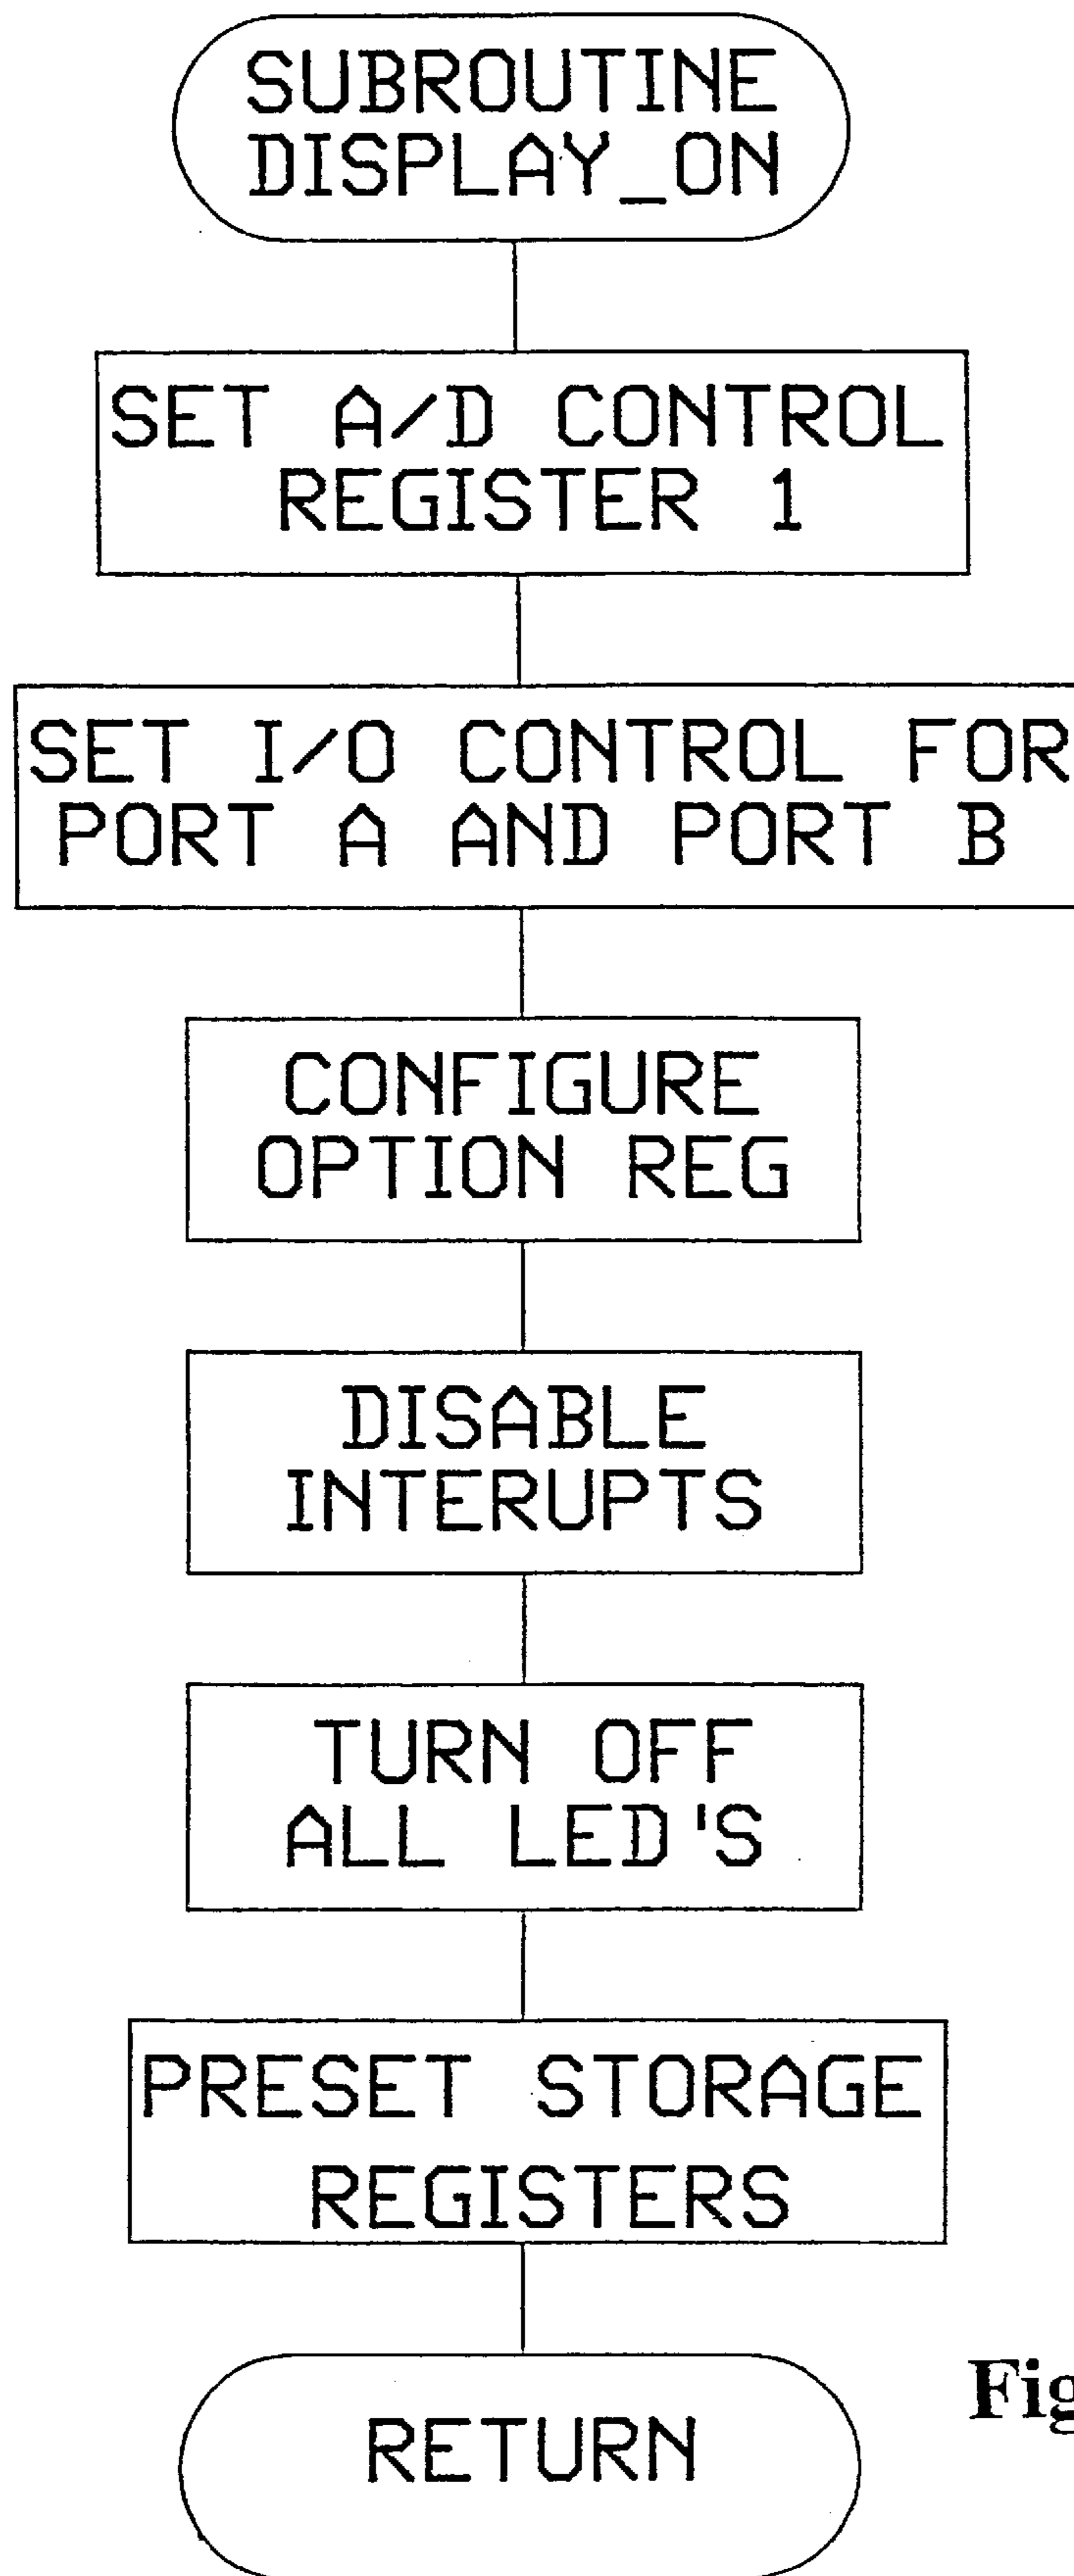 SUBROUTINE
DISPLAY_ON
SET A/D CONTROL
REGISTER 1
SET I/O CONTROL FOR
PORT A AND PORT B
CONFIGURE
OPTION REG
DISABLE
INTERUPTS
TURN OFF
ALL LED'S
PRESET STORAGE
REGISTERS
RETURN
Fig